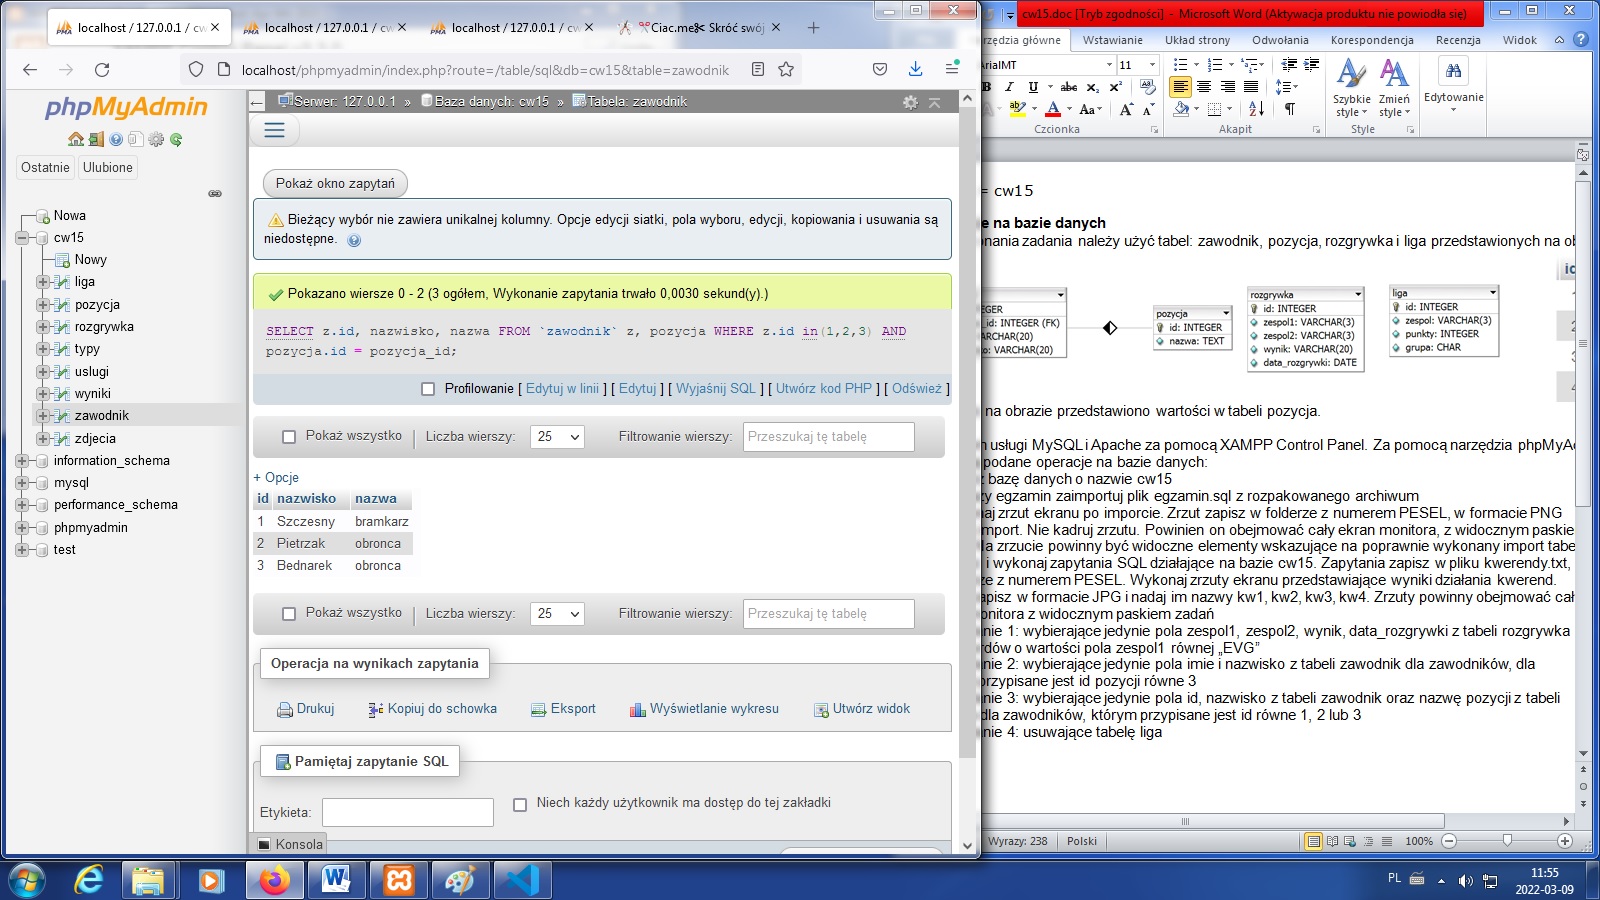 localhost / 127.0.0.1 / cw
localhost / 127.0.0.1 / cw
localhost / 127.0.0.1 / cw
Ciac.me
Skróć swój
localhost/phpmyadmin/index.php?route=/table/sql&db=cw15&table=zawodnik
phpMyAdmin
Ostatnie
Ulubione
Nowa
cw15
Nowy
liga
pozycja
rozgrywka
typy
uslugi
wyniki
zawodnik
zdjecia
information_schema
mysql
performance_schema
phpmyadmin
test
Serwer: 127.0.0.1 » Baza danych: cw15 » Tabela: zawodnik
Pokaż okno zapytań
Bieżący wybór nie zawiera unikalnej kolumny. Opcje edycji siatki, pola wyboru, edycji, kopiowania i usuwania są
niedostępne.
Pokazano wiersze 0 - 2 (3 ogółem, Wykonanie zapytania trwało 0,0030 sekund(y).)
SELECT z.id, nazwisko, nazwa FROM `zawodnik` z, pozycja WHERE z.id in(1,2,3) AND
pozycja.id = pozycja_id;
Profilowanie [ Edytuj w linii ] [ Edytuj ] [ Wyjaśnij SQL ] [ Utwórz kod PHP ] [ Odśwież ]
Pokaż wszystko | Liczba wierszy: 25 Filtrowanie wierszy: Przeszukaj tę tabelę
+ Opcje
id nazwisko nazwa
1 Szczesny bramkarz
2 Pietrzak obronca
3 Bednarek obronca
Pokaż wszystko | Liczba wierszy: 25 Filtrowanie wierszy: Przeszukaj tę tabelę
Operacja na wynikach zapytania
Drukuj Kopiuj do schowka Eksport Wyświetlanie wykresu Utwórz widok
Pamiętaj zapytanie SQL
Etykieta: Niech każdy użytkownik ma dostęp do tej zakładki
Konsola
cw15.doc [Tryb zgodności] - Microsoft Word (Aktywacja produktu nie powiodła się)
rzędzia główne Wstawianie Układ strony Odwołania Korespondencja Recenzja Widok
ArialMT 11
Szybkie style
Zmień style
Edytowanie
Czcionka Akapit Style
= cw15
e na bazie danych
onania zadania należy użyć tabel: zawodnik, pozycja, rozgrywka i liga przedstawionych na ob
EGER
_id: INTEGER (FK)
ARCHAR(20)
o: VARCHAR(20)
pozycja
id: INTEGER
nazwa: TEXT
rozgrywka
id: INTEGER
zespol1: VARCHAR(3)
zespol2: VARCHAR(3)
wynik: VARCHAR(20)
data_rozgrywki: DATE
liga
id: INTEGER
zespol: VARCHAR(3)
punkty: INTEGER
grupa: CHAR
id
1
2
3
4
na obrazie przedstawiono wartości w tabeli pozycja.
n usługi MySQL i Apache za pomocą XAMPP Control Panel. Za pomocą narzędzia phpMyAd
podane operacje na bazie danych:
z bazę danych o nazwie cw15
zy egzamin zaimportuj plik egzamin.sql z rozpakowanego archiwum
naj zrzut ekranu po imporcie. Zrzut zapisz w folderze z numerem PESEL, w formacie PNG
mport. Nie kadruj zrzutu. Powinien on obejmować cały ekran monitora, z widocznym paskie
la zrzucie powinny być widoczne elementy wskazujące na poprawnie wykonany import tabe
i wykonaj zapytania SQL działające na bazie cw15. Zapytania zapisz w pliku kwerendy.txt,
ze z numerem PESEL. Wykonaj zrzuty ekranu przedstawiające wyniki działania kwerend.
apisz w formacie JPG i nadaj im nazwy kw1, kw2, kw3, kw4. Zrzuty powinny obejmować cał
onitora z widocznym paskiem zadań
nie 1: wybierające jedynie pola zespol1, zespol2, wynik, data_rozgrywki z tabeli rozgrywka
rdów o wartości pola zespol1 równej „EVG”
nie 2: wybierające jedynie pola imie i nazwisko z tabeli zawodnik dla zawodników, dla
przypisane jest id pozycji równe 3
nie 3: wybierające jedynie pola id, nazwisko z tabeli zawodnik oraz nazwę pozycji z tabeli
dla zawodników, którym przypisane jest id równe 1, 2 lub 3
nie 4: usuwające tabelę liga
Wyrazy: 238 Polski 100%
PL
11:55
2022-03-09